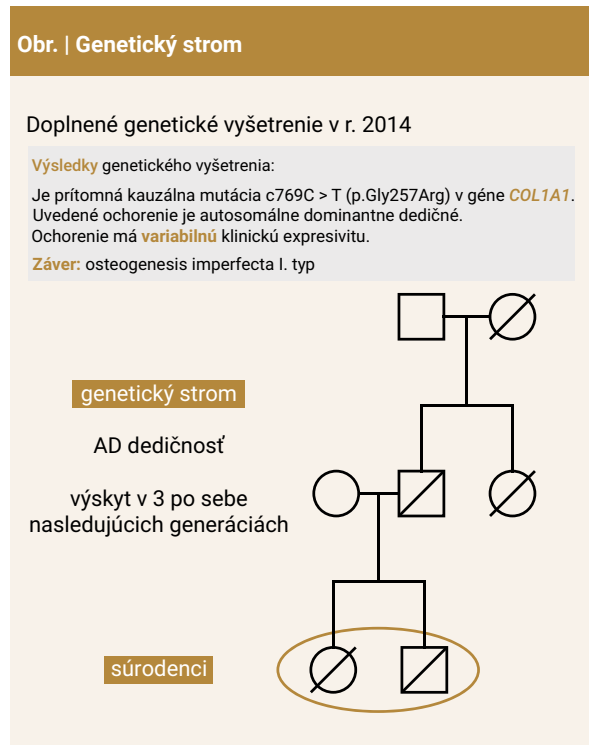 Obr. | Genetický strom
Doplnené genetické vyšetrenie v r. 2014
Výsledky genetického vyšetrenia:
Je prítomná kauzálna mutácia c769C > T (p.Gly257Arg) v géne COL1A1.
Uvedené ochorenie je autosomálne dominantne dedičné.
Ochorenie má variabilnú klinickú expresivitu.
Záver: osteogenesis imperfecta I. typ
genetický strom
AD dedičnosť
výskyt v 3 po sebe
nasledujúcich generáciách
súrodenci